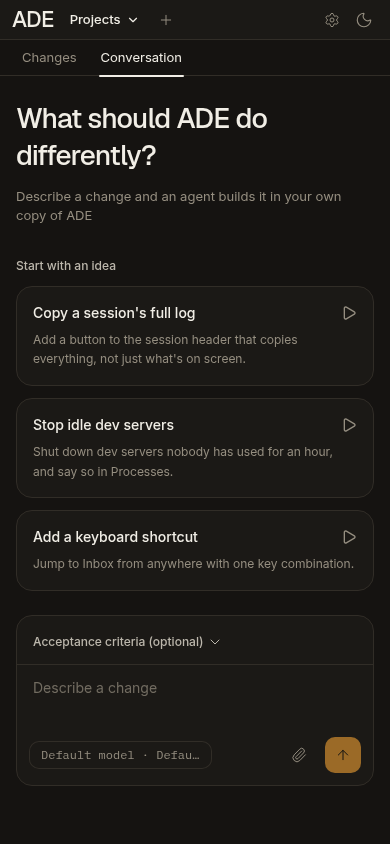 ADE Projects
Changes Conversation
What should ADE do
differently?
Describe a change and an agent builds it in your own
copy of ADE
Start with an idea
Copy a session's full log
Add a button to the session header that copies
everything, not just what's on screen.
Stop idle dev servers
Shut down dev servers nobody has used for an hour,
and say so in Processes.
Add a keyboard shortcut
Jump to Inbox from anywhere with one key combination.
Acceptance criteria (optional)
Describe a change
Default model · Defau…